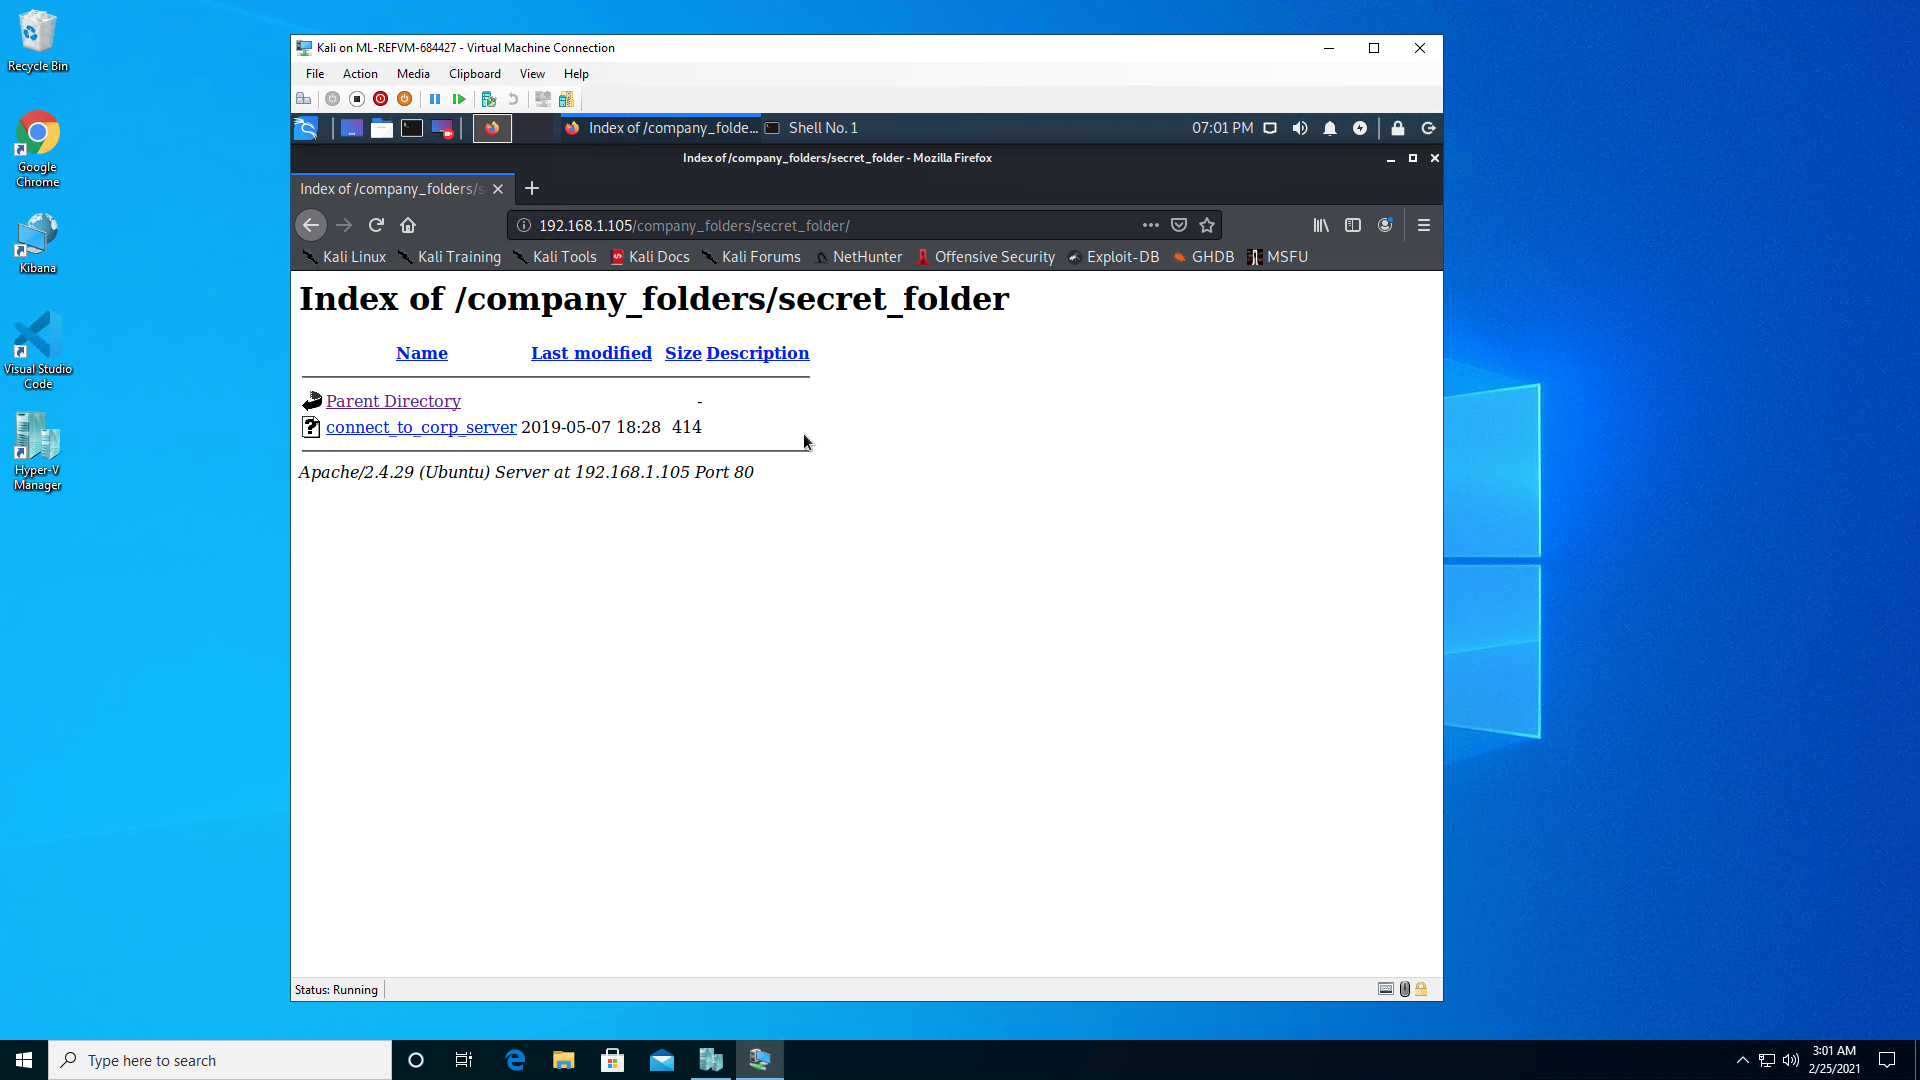 Recycle Bin
Google
Chrome
Kibana
Visual Studio
Code
Hyper-V
Manager
Kali on ML-REFVM-684427 - Virtual Machine Connection
File Action Media Clipboard View Help
Index of /company_folde... Shell No. 1 07:01 PM
Index of /company_folders/secret_folder - Mozilla Firefox
Index of /company_folders/s
192.168.1.105/company_folders/secret_folder/
Kali Linux Kali Training Kali Tools Kali Docs Kali Forums NetHunter Offensive Security Exploit-DB GHDB MSFU
Index of /company_folders/secret_folder
Name Last modified Size Description
Parent Directory -
connect_to_corp_server 2019-05-07 18:28 414
Apache/2.4.29 (Ubuntu) Server at 192.168.1.105 Port 80
Status: Running
Type here to search
3:01 AM
2/25/2021